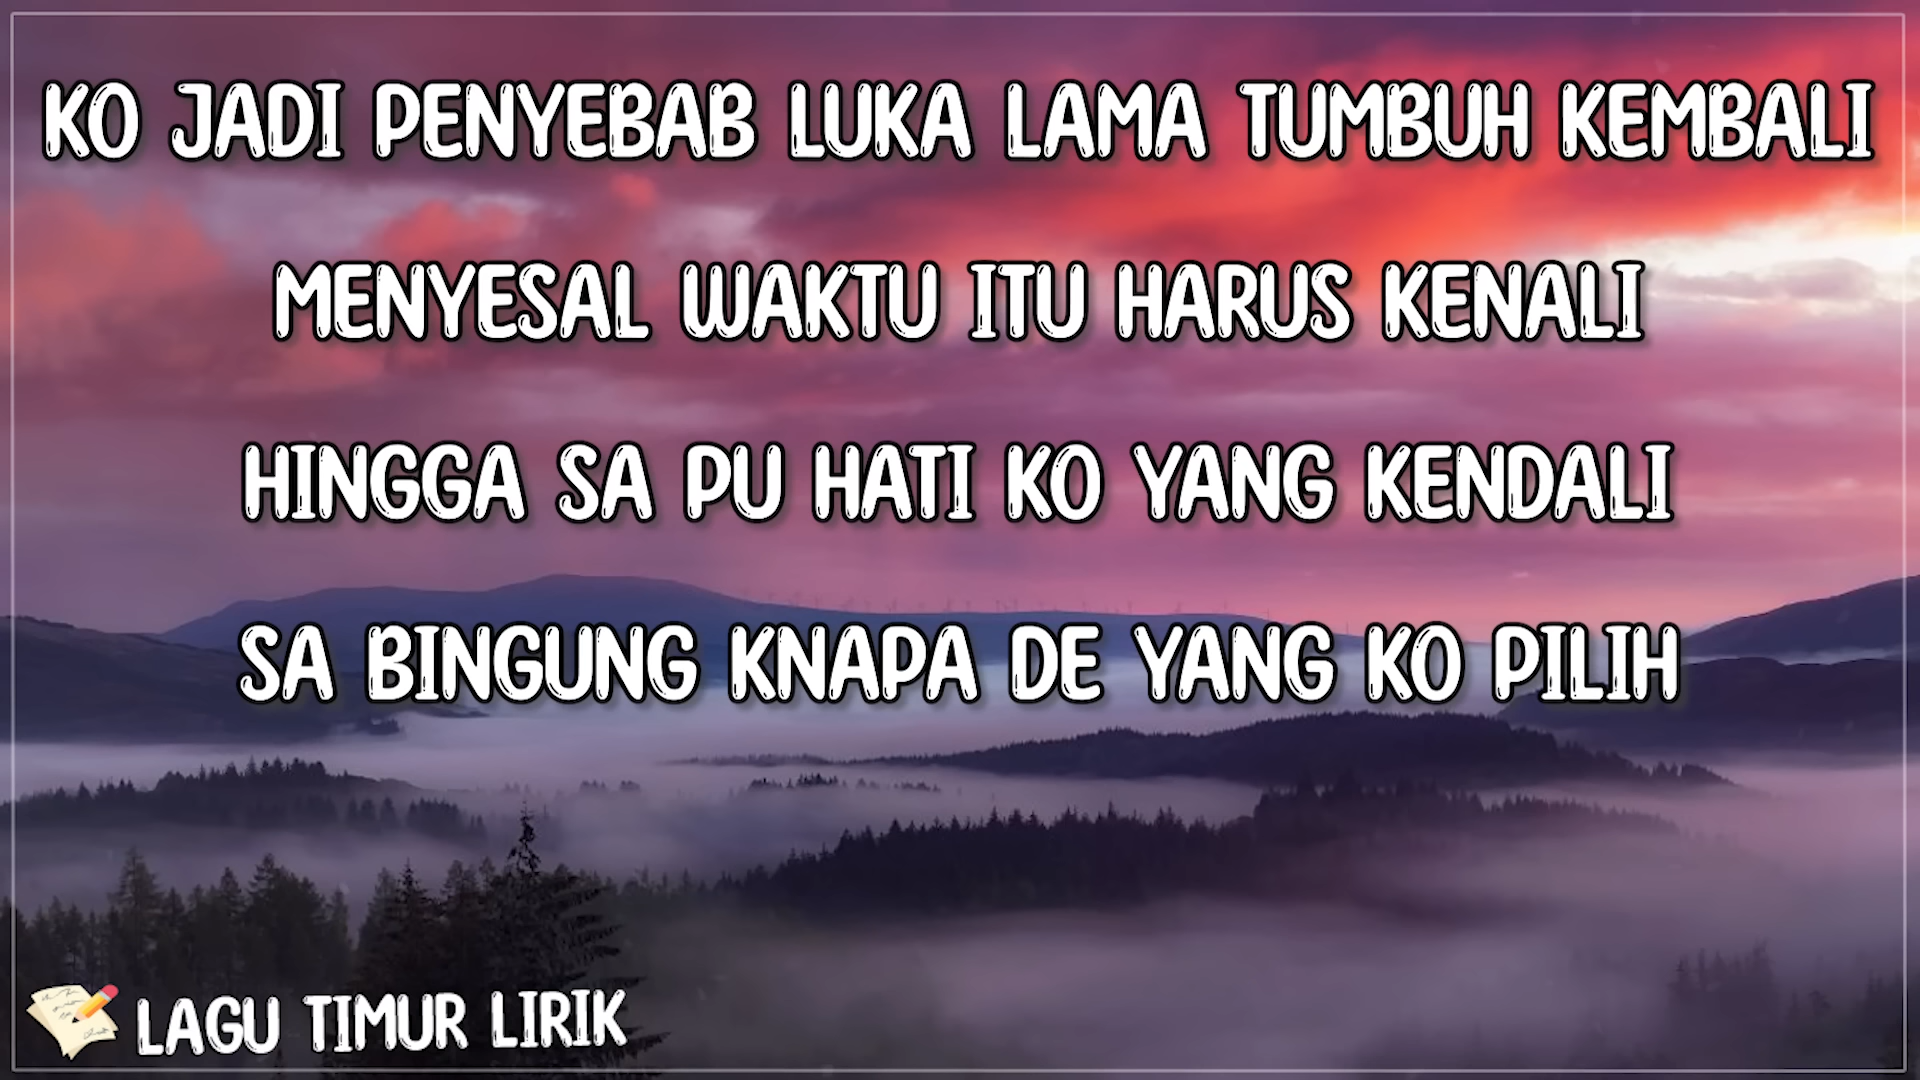 KO JADI PENYEBAB LUKA LAMA TUMBUH KEMBALI
MENYESAL WAKTU ITU HARUS KENALI
HINGGA SA PU HATI KO YANG KENDALI
SA BINGUNG KNAPA DE YANG KO PILIH
LAGU TIMUR LIRIK